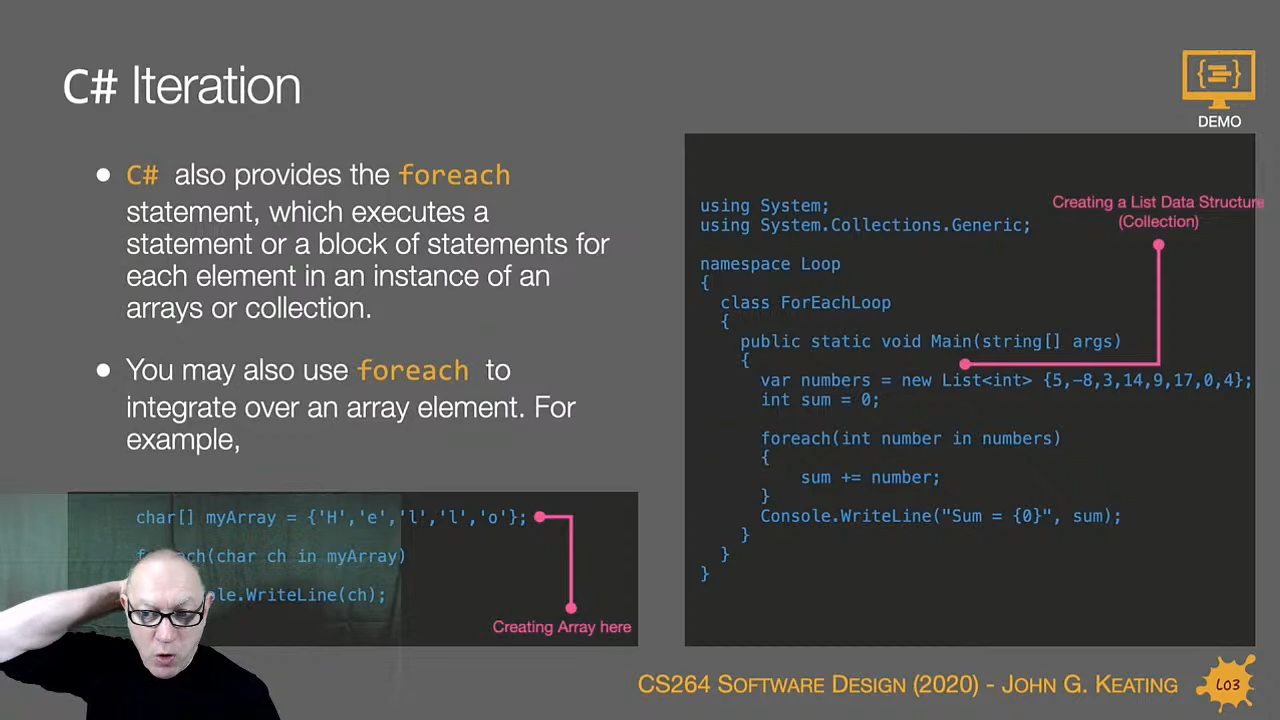 C# Iteration
DEMO
C# also provides the foreach
statement, which executes a
statement or a block of statements for
each element in an instance of an
arrays or collection.
You may also use foreach to
integrate over an array element. For
example,
char[] myArray = {'H','e','l','l','o'};
(char ch in myArray)
.WriteLine(ch);
Creating Array here
Creating a List Data Structure
(Collection)
using System;
using System.Collections.Generic;
namespace Loop
{
class ForEachLoop
{
public static void Main(string[] args)
{
var numbers = new List<int> {5,-8,3,14,9,17,0,4};
int sum = 0;
foreach(int number in numbers)
{
sum += number;
}
Console.WriteLine("Sum = {0}", sum);
}
}
}
CS264 SOFTWARE DESIGN (2020) - JOHN G. KEATING
L03